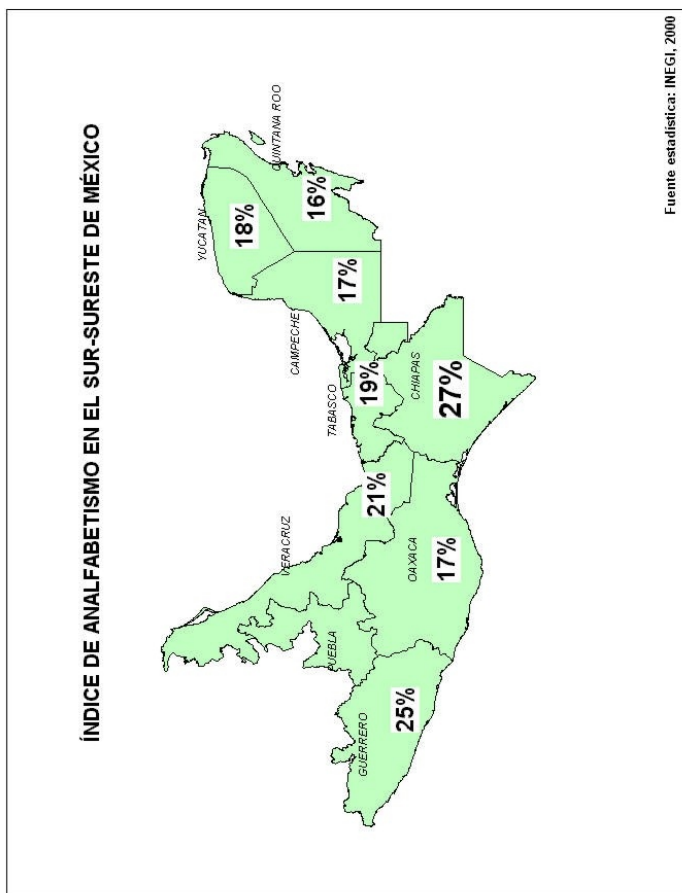 ÍNDICE DE ANALFABETISMO EN EL SUR-SURESTE DE MÉXICO
YUCATAN
18%
QUINTANA ROO
16%
CAMPECHE
17%
TABASCO
19%
CHIAPAS
27%
VERACRUZ
21%
OAXACA
17%
PUEBLA
GUERRERO
25%
Fuente estadística: INEGI, 2000